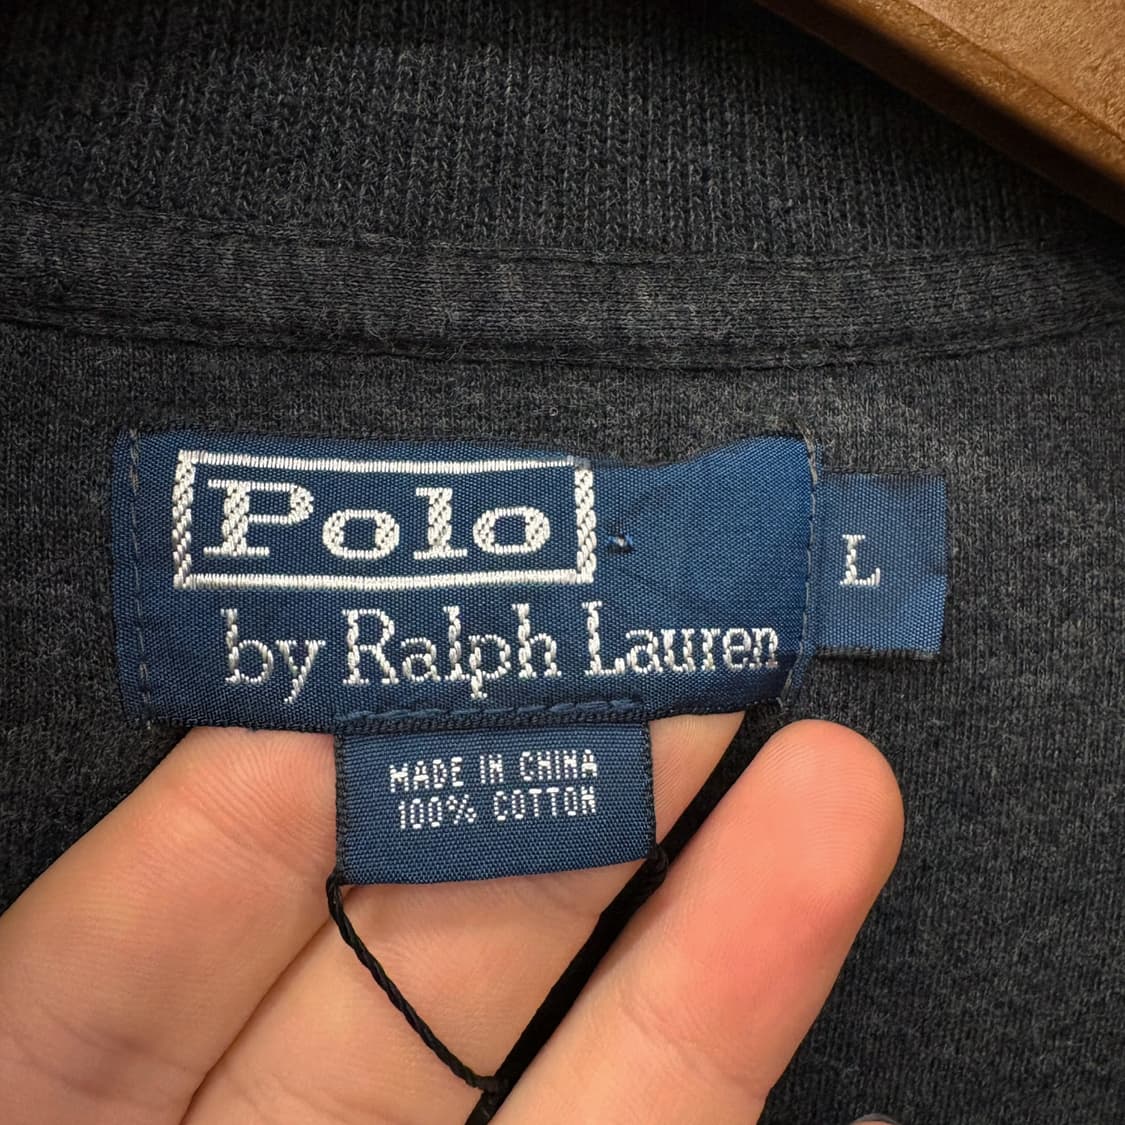 Polo
by Ralph Lauren
L
MADE IN CHINA
100% COTTON